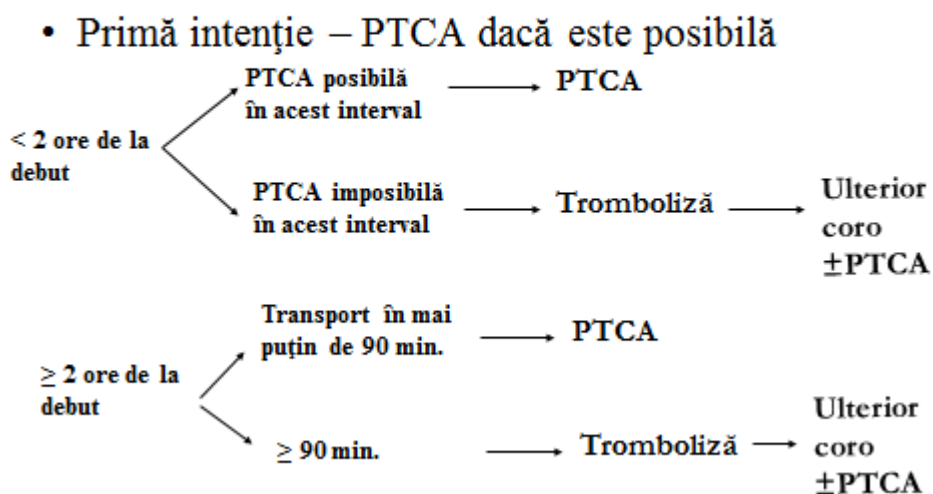 • Primă intenţie – PTCA dacă este posibilă
PTCA posibilă
în acest interval
PTCA
< 2 ore de la
debut
PTCA imposibilă
în acest interval
Tromboliză
Ulterior
coro
±PTCA
Transport în mai
puțin de 90 min.
PTCA
≥ 2 ore de la
debut
≥ 90 min.
Tromboliză
Ulterior
coro
±PTCA